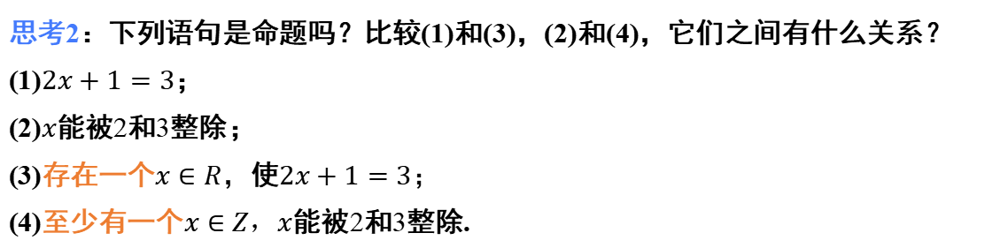 思考2：下列语句是命题吗？比较(1)和(3)，(2)和(4)，它们之间有什么关系？
(1)2x + 1 = 3；
(2)x能被2和3整除；
(3)存在一个x ∈ R，使2x + 1 = 3；
(4)至少有一个x ∈ Z，x能被2和3整除.